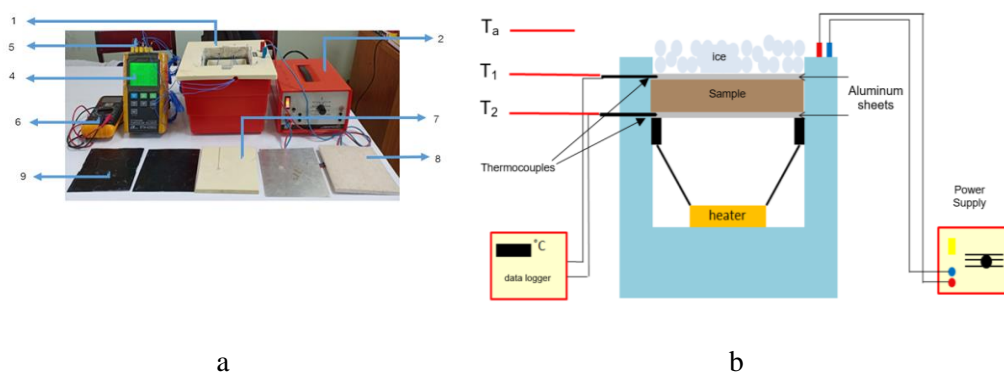 1
5
4
6
9
2
7
8
a
Ta
T1
T2
ice
Sample
Aluminum
sheets
Thermocouples
heater
°C
data logger
Power
Supply
b